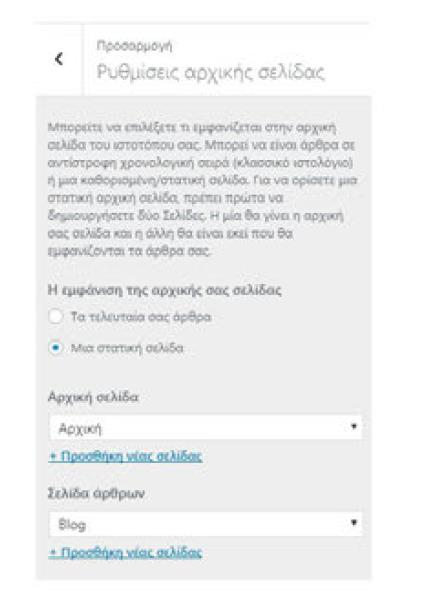 Προσαρμογή
Ρυθμίσεις αρχικής σελίδας
Μπορείτε να επιλέξετε τι εμφανίζεται στην αρχική
σελίδα του ιστοτόπου σας. Μπορεί να είναι άρθρα σε
αντίστροφη χρονολογική σειρά (κλασσικό ιστολόγιο)
ή μια καθορισμένη/στατική σελίδα. Για να ορίσετε μια
στατική αρχική σελίδα, πρέπει πρώτα να
δημιουργήσετε δύο Σελίδες. Η μία θα γίνει η αρχική
σας σελίδα και η άλλη θα είναι εκεί που θα
εμφανίζονται τα άρθρα σας.
Η εμφάνιση της αρχικής σας σελίδας
Τα τελευταία σας άρθρα
Μια στατική σελίδα
Αρχική σελίδα
Αρχική
+ Προσθήκη νέας σελίδας
Σελίδα άρθρων
Blog
+ Προσθήκη νέας σελίδας